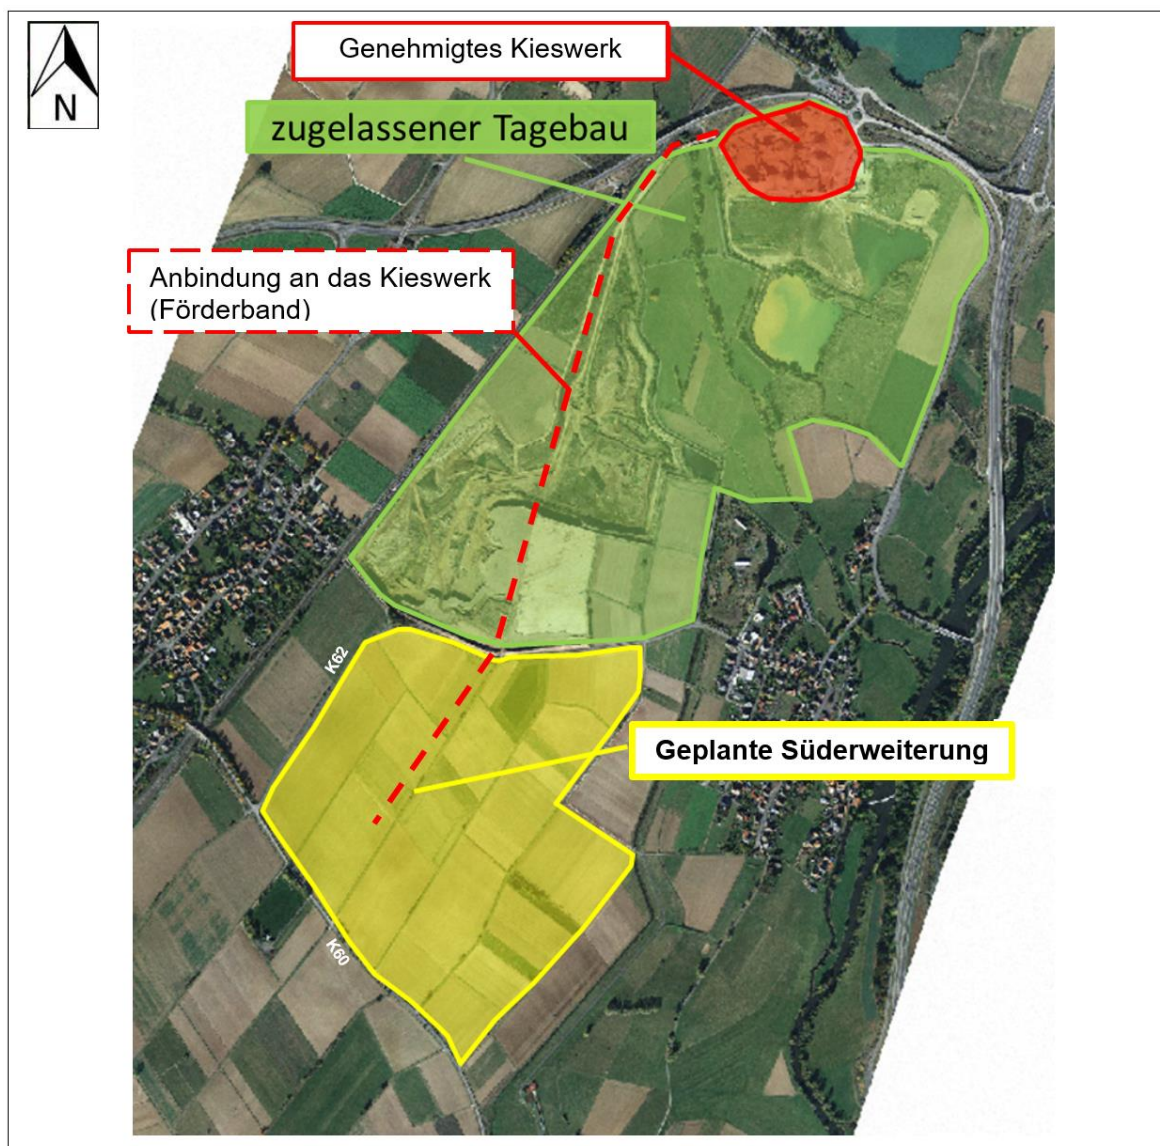 N
Genehmigtes Kieswerk
zugelassener Tagebau
Anbindung an das Kieswerk
(Förderband)
K62
Geplante Süderweiterung
K60